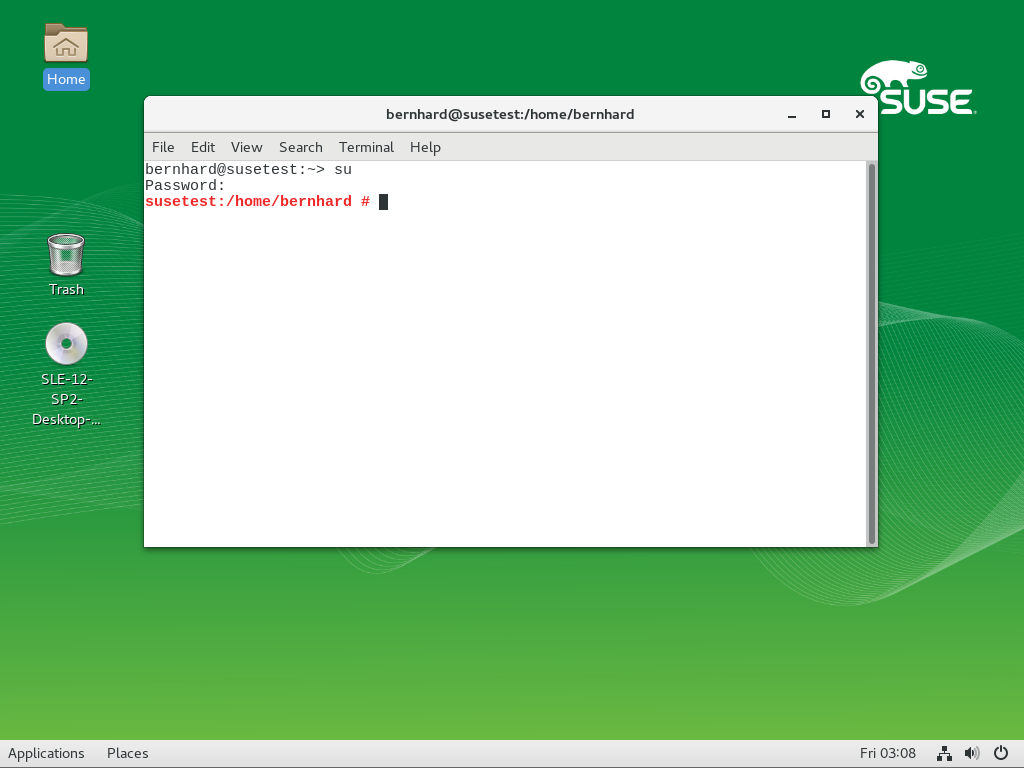 Home
SUSE
bernhard@susetest:/home/bernhard
File Edit View Search Terminal Help
bernhard@susetest:~> su
Password:
susetest:/home/bernhard #
Trash
SLE-12-
SP2-
Desktop-...
Applications Places Fri 03:08